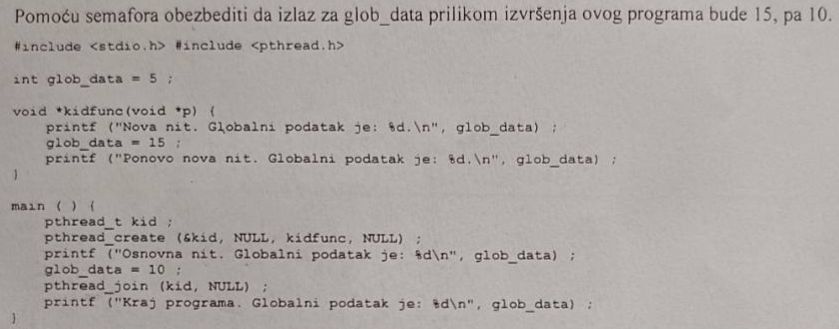 Pomoću semafora obezbediti da izlaz za glob_data prilikom izvršenja ovog programa bude 15, pa 10.
#include <stdio.h> #include <pthread.h>
int glob_data = 5 ;
void *kidfunc(void *p) {
printf ("Nova nit. Globalni podatak je: %d.\n", glob_data) ;
glob_data = 15 ;
printf ("Ponovo nova nit. Globalni podatak je: %d.\n", glob_data) ;
}
main ( ) {
pthread_t kid ;
pthread_create (&kid, NULL, kidfunc, NULL) ;
printf ("Osnovna nit. Globalni podatak je: %d\n", glob_data) ;
glob_data = 10 ;
pthread_join (kid, NULL) ;
printf ("Kraj programa. Globalni podatak je: %d\n", glob_data) ;
}